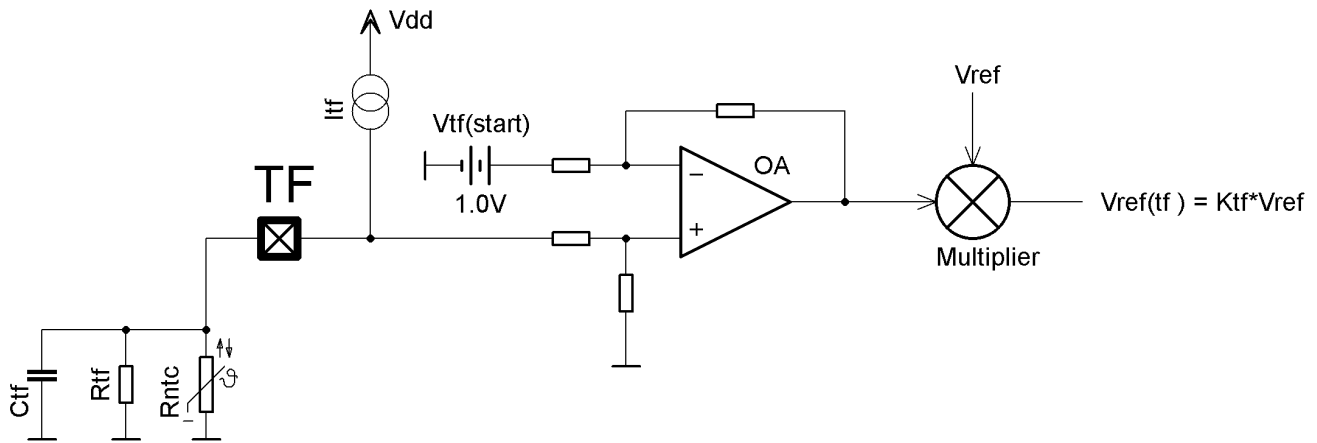 Vdd
Itf
Vref
Vtf(start)
1.0V
OA
−
+
TF
Vref(tf ) = Ktf*Vref
Multiplier
Ctf
Rtf
Rntc
ϑ
−